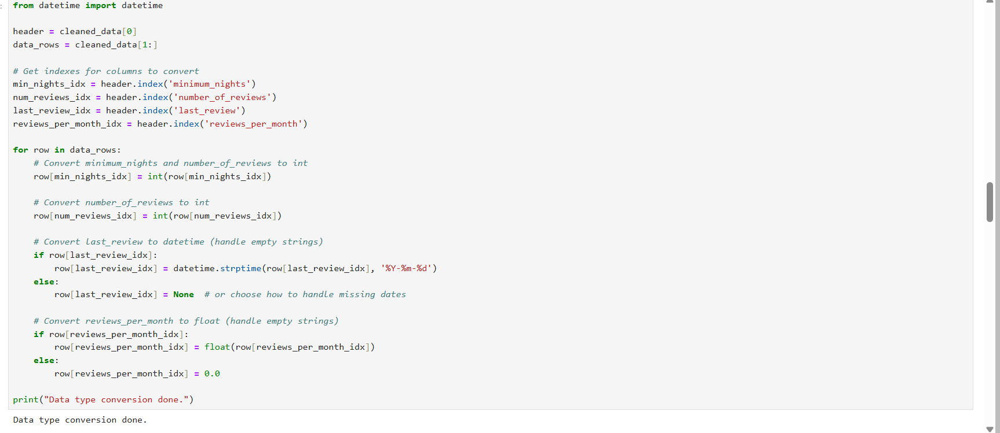 from datetime import datetime
header = cleaned_data[0]
data_rows = cleaned_data[1:]
# Get indexes for columns to convert
min_nights_idx = header.index('minimum_nights')
num_reviews_idx = header.index('number_of_reviews')
last_review_idx = header.index('last_review')
reviews_per_month_idx = header.index('reviews_per_month')
for row in data_rows:
    # Convert minimum_nights and number_of_reviews to int
    row[min_nights_idx] = int(row[min_nights_idx])
    # Convert number_of_reviews to int
    row[num_reviews_idx] = int(row[num_reviews_idx])
    # Convert last_review to datetime (handle empty strings)
    if row[last_review_idx]:
        row[last_review_idx] = datetime.strptime(row[last_review_idx], '%Y-%m-%d')
    else:
        row[last_review_idx] = None  # or choose how to handle missing dates
    # Convert reviews_per_month to float (handle empty strings)
    if row[reviews_per_month_idx]:
        row[reviews_per_month_idx] = float(row[reviews_per_month_idx])
    else:
        row[reviews_per_month_idx] = 0.0
print("Data type conversion done.")
Data type conversion done.